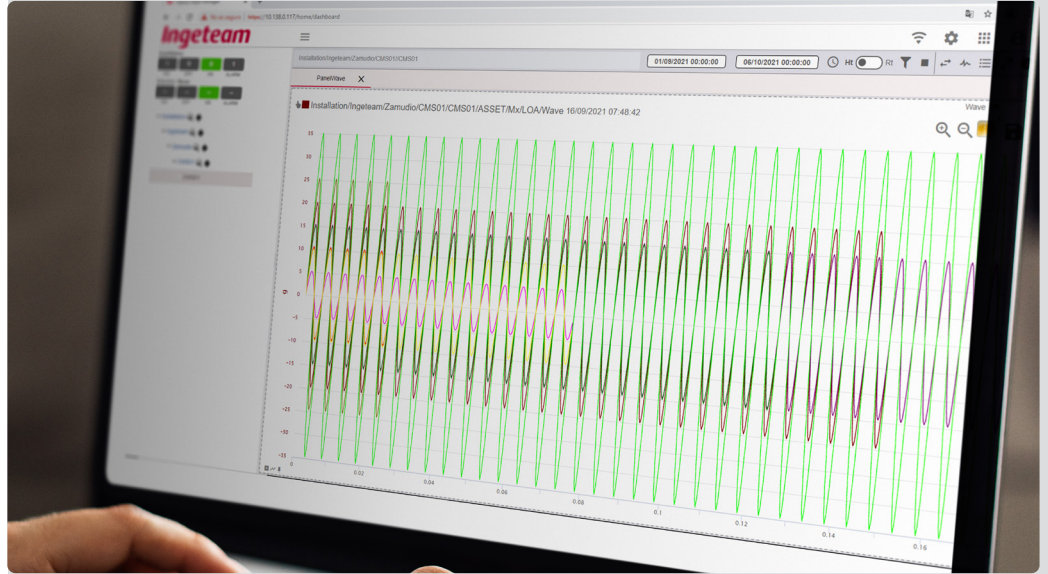 https://10.138.0.117/home/dashboard
Ingeteam
Installation/Ingeteam/Zamudio/CMS01//CMS01
01/09/2021 00:00:00
06/10/2021 00:00:00
Ht
Rt
PanelWave X
Installation/Ingeteam/Zamudio/CMS01/CMS01/ASSET/Mx/LOA/Wave 16/09/2021 07:48:42
Wave
35
30
25
20
15
10
5
g
0
-5
-10
-15
-20
-25
-30
-35
0
0.02
0.04
0.06
0.08
0.1
0.12
0.14
0.16